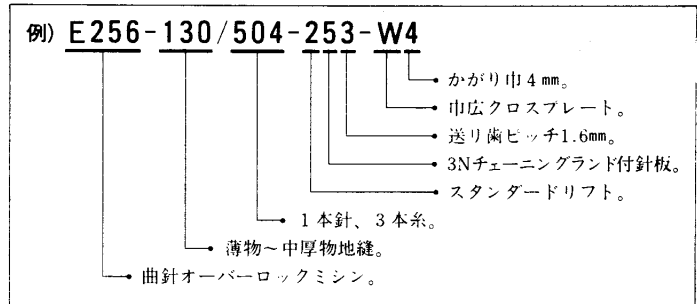 例) E256-130/504-253-W4
かがり巾4㎜。
巾広クロスプレート。
送り歯ピッチ1.6㎜。
3Nチェーニングランド付針板。
スタンダードリフト。
1本針、3本糸。
薄物～中厚物地縫。
曲針オーバーロックミシン。